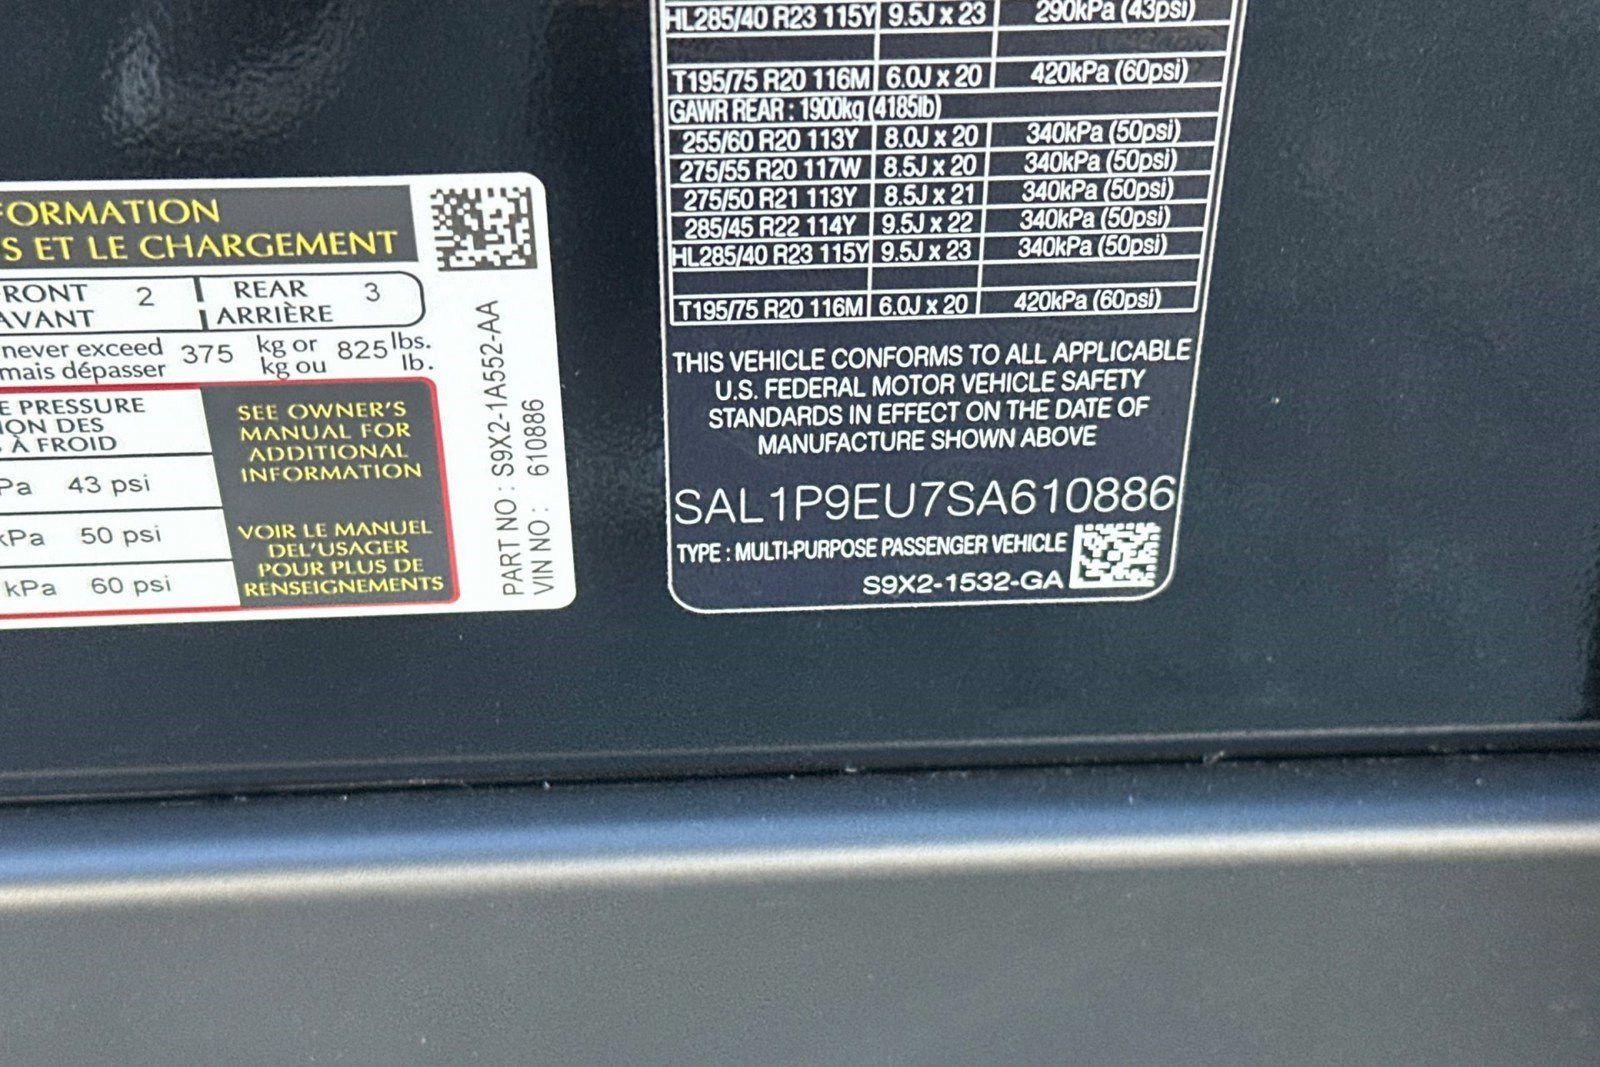 FORMATION
S ET LE CHARGEMENT
RONT 2 REAR 3
AVANT ARRIÈRE
never exceed 375 kg or 825 lbs.
mais dépasser kg ou lb.
E PRESSURE
ION DES
À FROID
Pa 43 psi
kPa 50 psi
kPa 60 psi
SEE OWNER'S
MANUAL FOR
ADDITIONAL
INFORMATION
VOIR LE MANUEL
DEL'USAGER
POUR PLUS DE
RENSEIGNEMENTS
PART NO : S9X2-1A552-AA
VIN NO : 610886
HL285/40 R23 115Y 9.5J x 23 290kPa (43psi)
T195/75 R20 116M 6.0J x 20 420kPa (60psi)
GAWR REAR : 1900kg (4185lb)
255/60 R20 113Y 8.0J x 20 340kPa (50psi)
275/55 R20 117W 8.5J x 20 340kPa (50psi)
275/50 R21 113Y 8.5J x 21 340kPa (50psi)
285/45 R22 114Y 9.5J x 22 340kPa (50psi)
HL285/40 R23 115Y 9.5J x 23 340kPa (50psi)
T195/75 R20 116M 6.0J x 20 420kPa (60psi)
THIS VEHICLE CONFORMS TO ALL APPLICABLE
U.S. FEDERAL MOTOR VEHICLE SAFETY
STANDARDS IN EFFECT ON THE DATE OF
MANUFACTURE SHOWN ABOVE
SAL1P9EU7SA610886
TYPE : MULTI-PURPOSE PASSENGER VEHICLE
S9X2-1532-GA